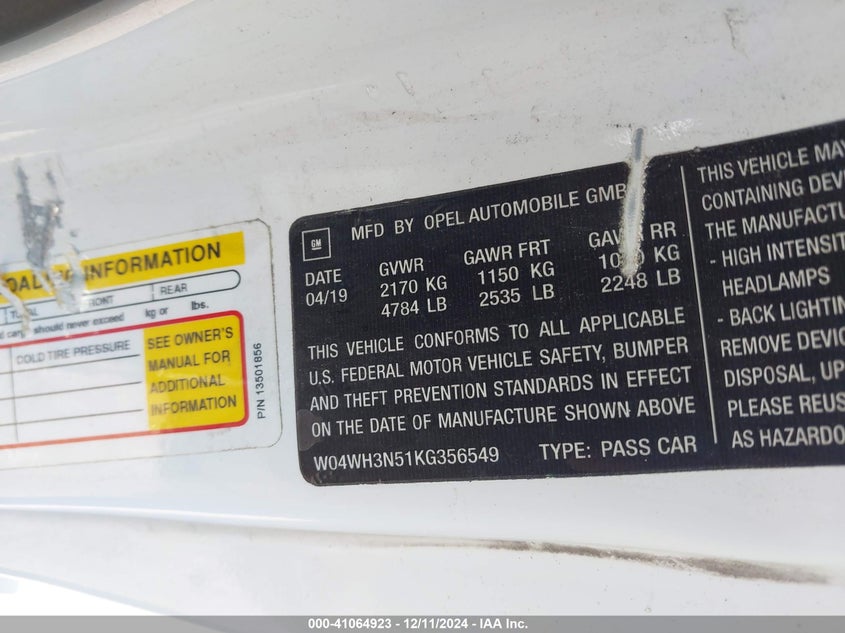 INFORMATION
FRONT
REAR
should never exceed kg or lbs.
COLD TIRE PRESSURE
SEE OWNER'S
MANUAL FOR
ADDITIONAL
INFORMATION
P/N 13501856
GM
MFD BY OPEL AUTOMOBILE
DATE GVWR GAWR FRT RR
04/19 2170 KG 1150 KG KG
4784 LB 2535 LB 2248 LB
THIS VEHICLE CONFORMS TO ALL APPLICABLE
U.S. FEDERAL MOTOR VEHICLE SAFETY, BUMPER
AND THEFT PREVENTION STANDARDS IN EFFECT
ON THE DATE OF MANUFACTURE SHOWN ABOVE
W04WH3N51KG356549 TYPE: PASS CAR
THIS VEHICLE MAY
CONTAINING DEV
THE MANUFACTU
- HIGH INTENSIT
HEADLAMPS
- BACK LIGHTIN
REMOVE DEVIC
DISPOSAL, UP
PLEASE REUS
AS HAZARDO
000-41064923 - 12/11/2024 - IAA Inc.